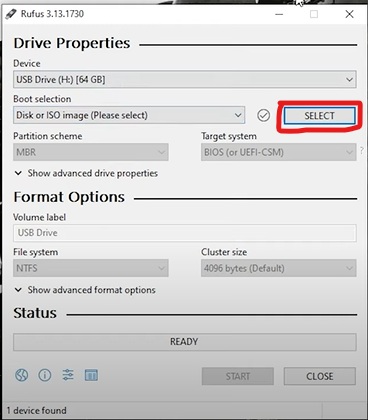 Rufus 3.13.1730
Drive Properties
Device
USB Drive (H:) [64 GB]
Boot selection
Disk or ISO image (Please select)
SELECT
Partition scheme
Target system
MBR
BIOS (or UEFI-CSM)
?
Show advanced drive properties
Format Options
Volume label
USB Drive
File system
Cluster size
NTFS
4096 bytes (Default)
Show advanced format options
Status
READY
START
CLOSE
1 device found